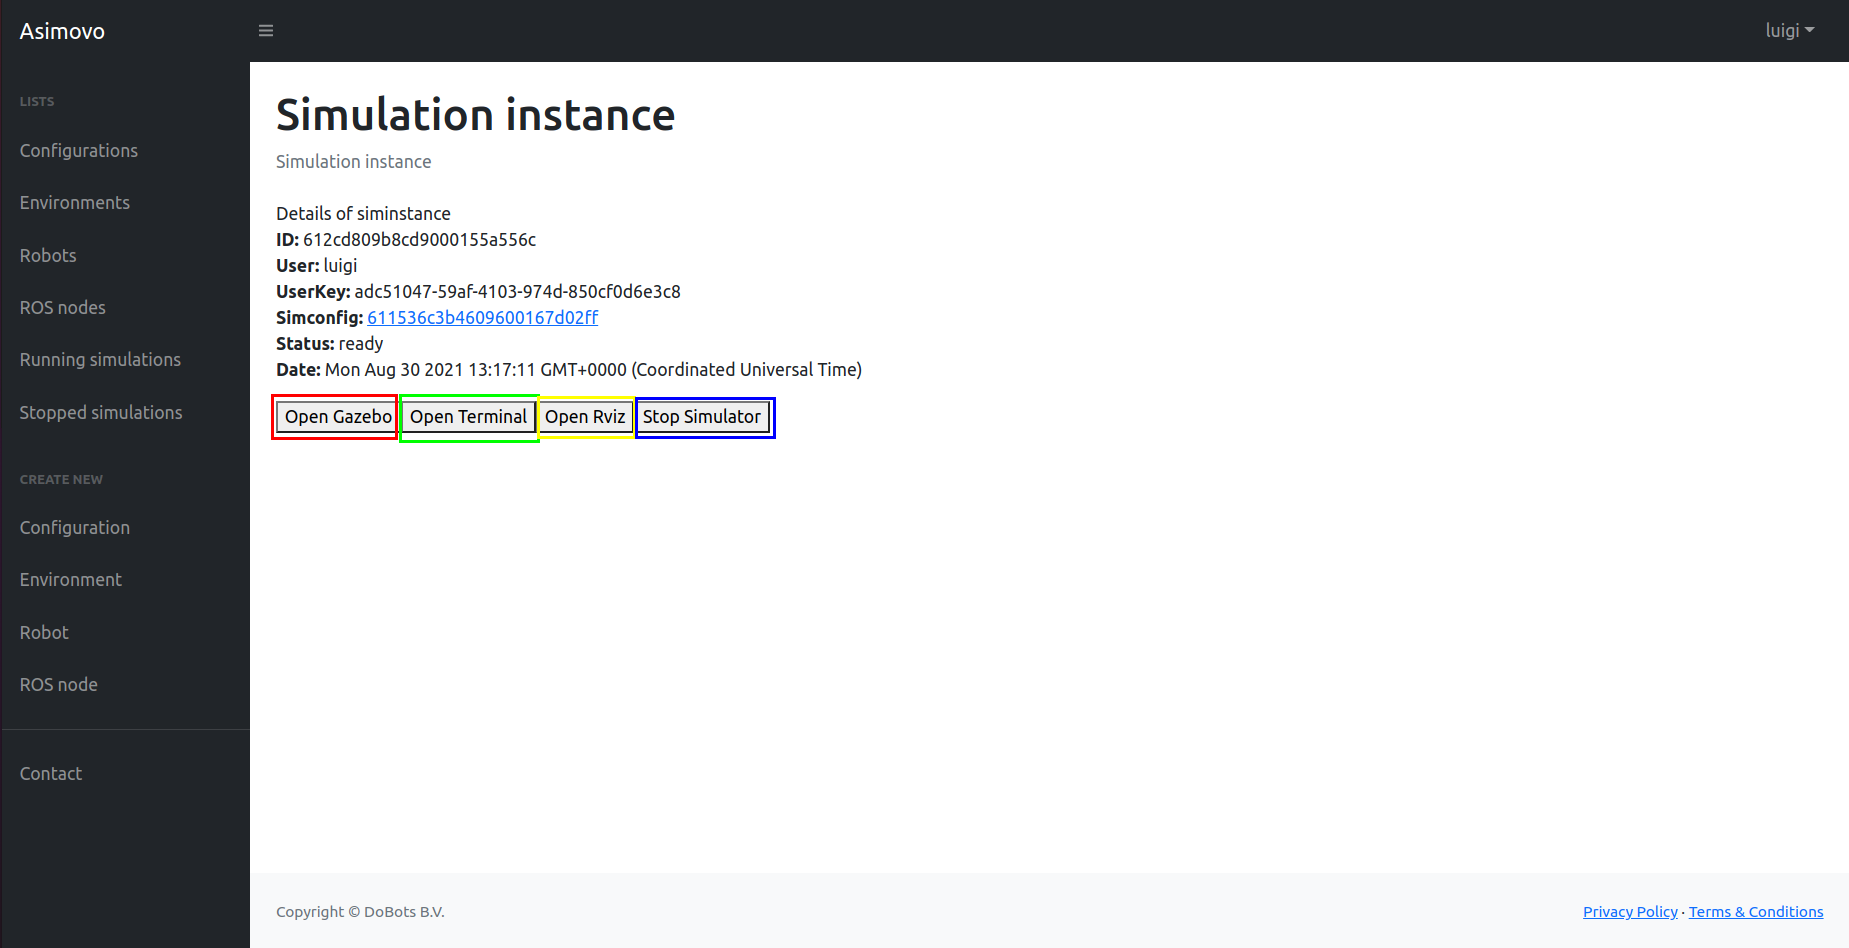 Asimovo
luigi
LISTS
Configurations
Environments
Robots
ROS nodes
Running simulations
Stopped simulations
CREATE NEW
Configuration
Environment
Robot
ROS node
Contact
Simulation instance
Simulation instance
Details of siminstance
ID: 612cd809b8cd9000155a556c
User: luigi
UserKey: adc51047-59af-4103-974d-850cf0d6e3c8
Simconfig: 611536c3b4609600167d02ff
Status: ready
Date: Mon Aug 30 2021 13:17:11 GMT+0000 (Coordinated Universal Time)
Open Gazebo Open Terminal Open Rviz Stop Simulator
Copyright © DoBots B.V.
Privacy Policy · Terms & Conditions